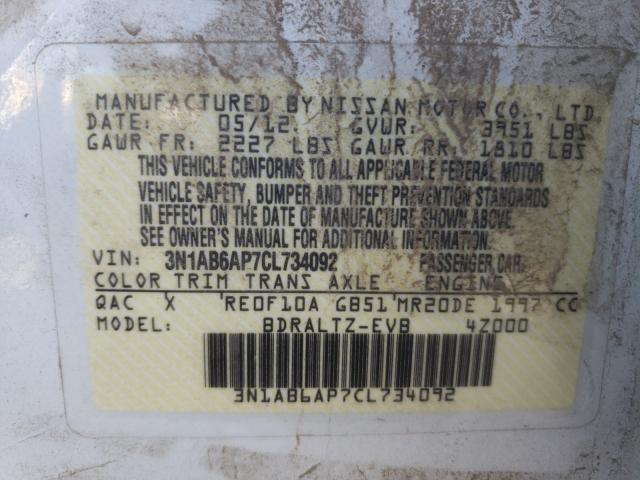 MANUFACTURED BY NISSAN MOTOR CO., LTD.
DATE: 05/12 GVWR: 3951 LBS
GAWR FR: 2227 LBS GAWR RR: 1810 LBS
THIS VEHICLE CONFORMS TO ALL APPLICABLE FEDERAL MOTOR
VEHICLE SAFETY, BUMPER AND THEFT PREVENTION STANDARDS
IN EFFECT ON THE DATE OF MANUFACTURE SHOWN ABOVE.
SEE OWNER'S MANUAL FOR ADDITIONAL INFORMATION.
VIN: 3N1AB6AP7CL734092 PASSENGER CAR
COLOR TRIM TRANS AXLE ENGINE
QAC X RE0F10A GB51 MR20DE 1997 CC
MODEL: BDRALTZ-EVB 4Z000
3N1AB6AP7CL734092